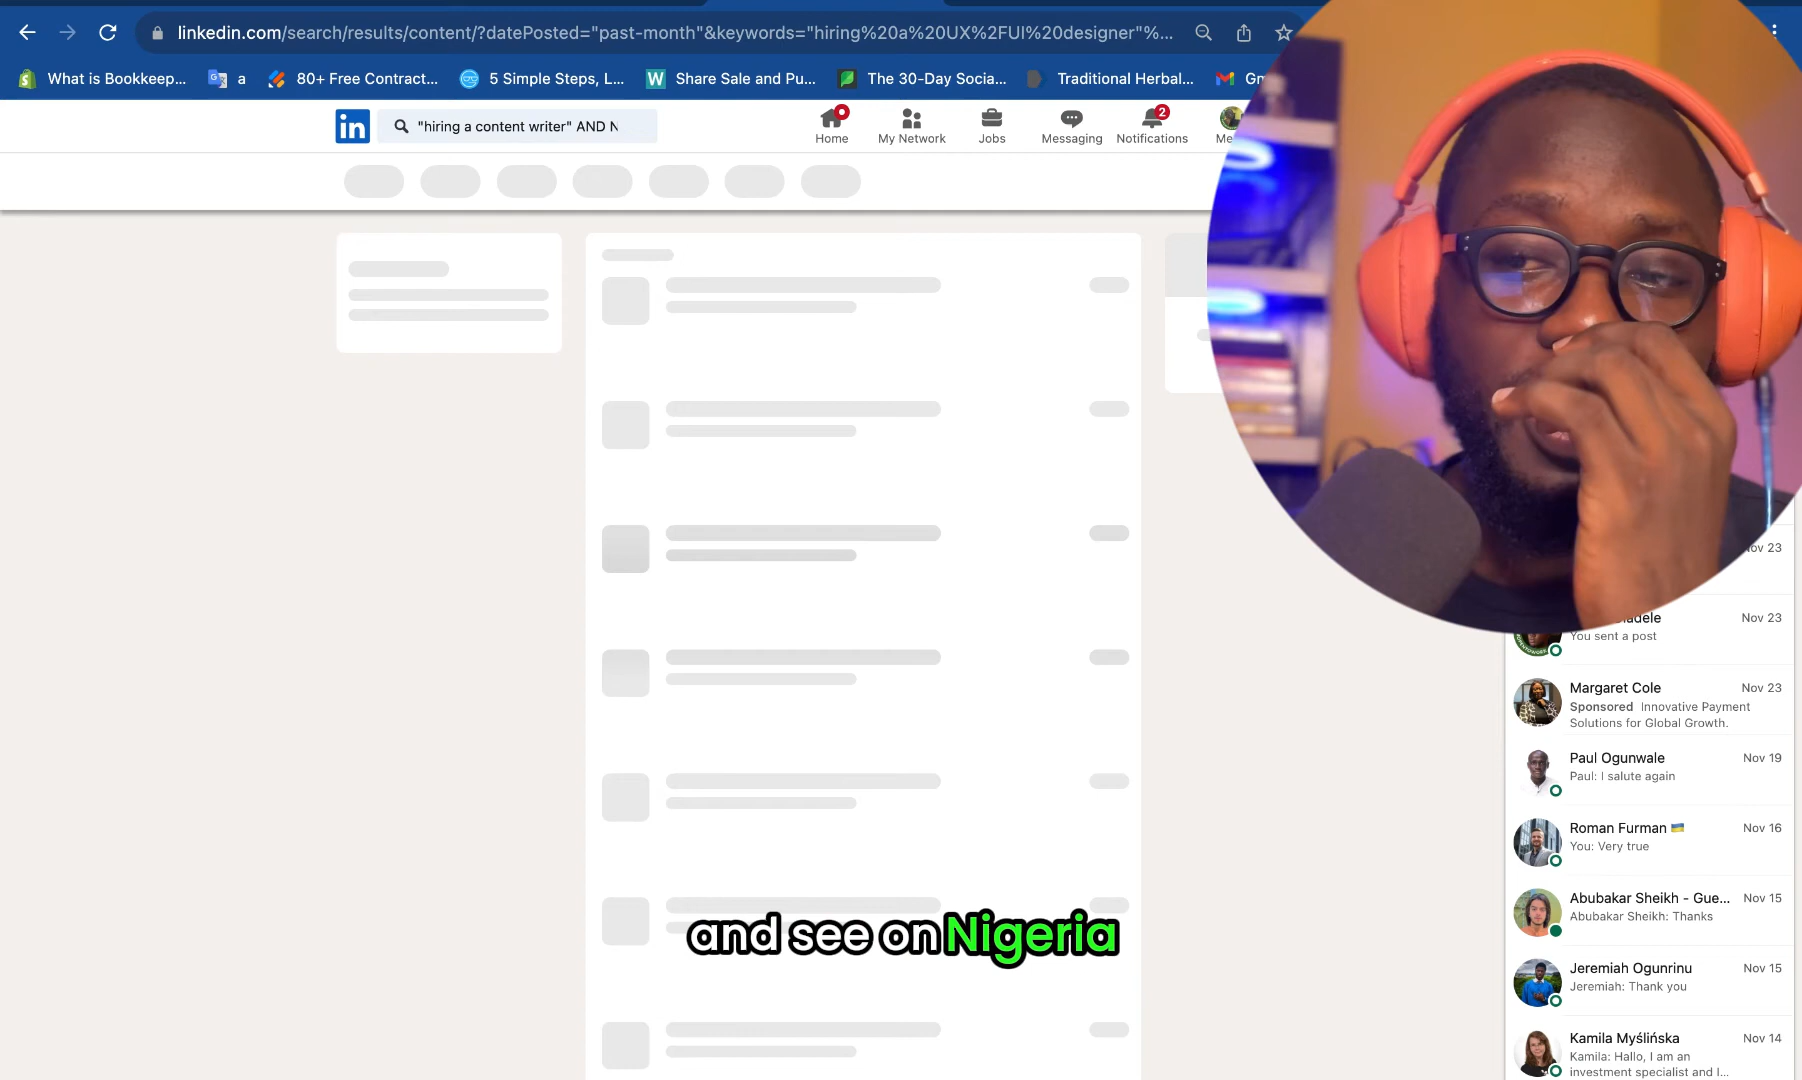 linkedin.com/search/results/content/?datePosted="past-month"&keywords="hiring%20a%20UX%2FUI%20designer"%...
What is Bookkeep... a 80+ Free Contract... 5 Simple Steps, L... Share Sale and Pu... The 30-Day Socia... Traditional Herbal...
in "hiring a content writer" AND N
2
Home My Network Jobs Messaging Notifications Me
Nov 23
Nov 23
You sent a post
Margaret Cole Nov 23
Sponsored Innovative Payment
Solutions for Global Growth.
Paul Ogunwale Nov 19
Paul: I salute again
Roman Furman Nov 16
You: Very true
Abubakar Sheikh - Gue... Nov 15
Abubakar Sheikh: Thanks
and see on Nigeria
Jeremiah Ogunrinu Nov 15
Jeremiah: Thank you
Kamila Myślińska Nov 14
Kamila: Hallo, I am an
investment specialist and I...